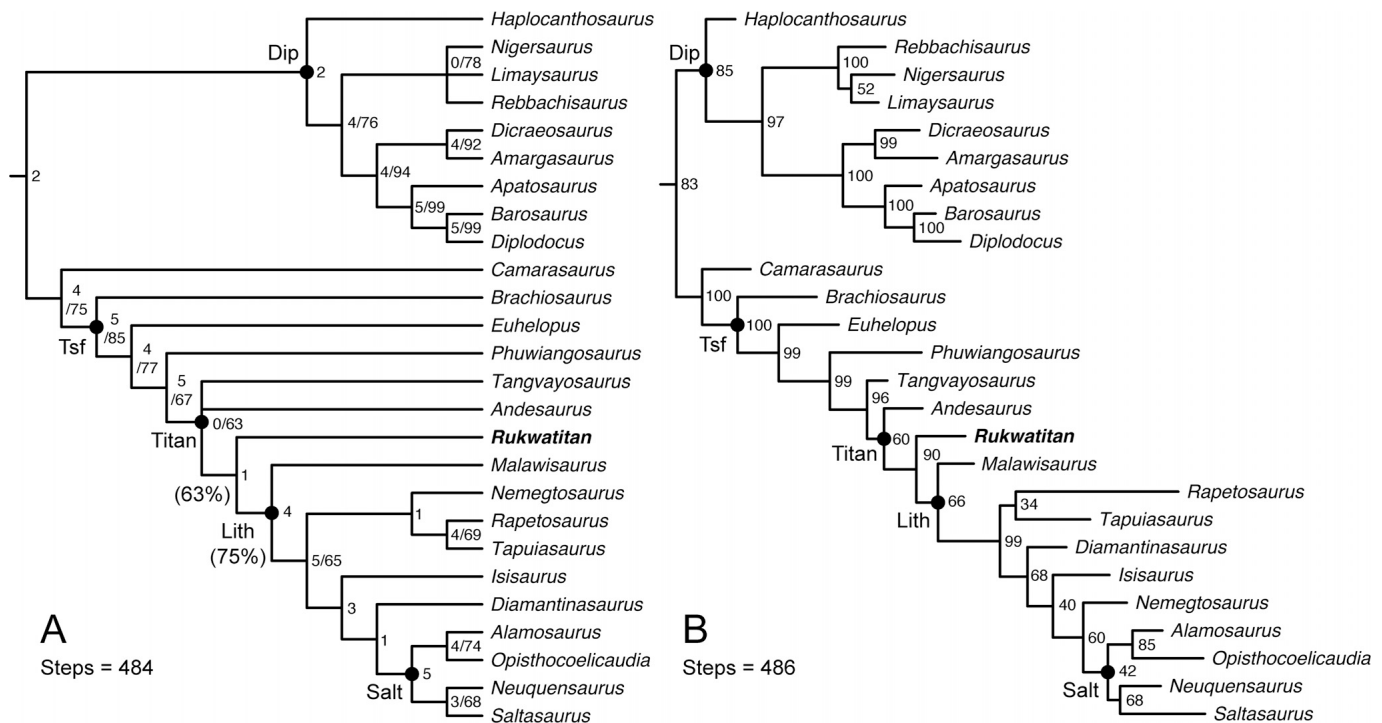 Haplocanthosaurus
Dip
2
Nigersaurus
0/78
Limaysaurus
Rebbachisaurus
4/76
Dicraeosaurus
4/92
Amargasaurus
4/94
Apatosaurus
5/99
Barosaurus
5/99
Diplodocus
2
Camarasaurus
4
/75
Brachiosaurus
5
/85
Tsf
Euhelopus
4
/77
Phuwiangosaurus
5
/67
Tangvayosaurus
Andesaurus
0/63
Titan
Rukwatitan
1
(63%)
Malawisaurus
4
Lith
(75%)
Nemegtosaurus
1
Rapetosaurus
4/69
Tapuiasaurus
5/65
Isisaurus
3
Diamantinasaurus
1
Alamosaurus
4/74
Opisthocoelicaudia
5
Salt
Neuquensaurus
3/68
Saltasaurus
A
Steps = 484
Haplocanthosaurus
Dip
85
Rebbachisaurus
100
Nigersaurus
52
Limaysaurus
97
Dicraeosaurus
99
Amargasaurus
100
Apatosaurus
100
Barosaurus
100
Diplodocus
83
Camarasaurus
100
Brachiosaurus
100
Tsf
Euhelopus
99
Phuwiangosaurus
99
Tangvayosaurus
96
Andesaurus
60
Titan
Rukwatitan
90
Malawisaurus
66
Lith
Rapetosaurus
34
Tapuiasaurus
99
Diamantinasaurus
68
Isisaurus
40
Nemegtosaurus
60
Alamosaurus
85
Opisthocoelicaudia
42
Salt
Neuquensaurus
68
Saltasaurus
B
Steps = 486